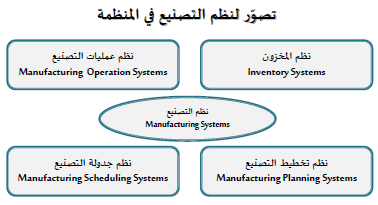 تصوّر لنظم التصنيع في المنظمة
نظم المخزون
Inventory Systems
نظم عمليات التصنيع
Manufacturing Operation Systems
نظم التصنيع
Manufacturing Systems
نظم تخطيط التصنيع
Manufacturing Planning Systems
نظم جدولة التصنيع
Manufacturing Scheduling Systems